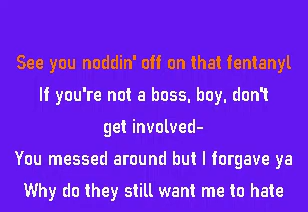 See you noddin' off on that fentanyl
If you're not a boss, boy, don't
get involved-
You messed around but I forgave ya
Why do they still want me to hate